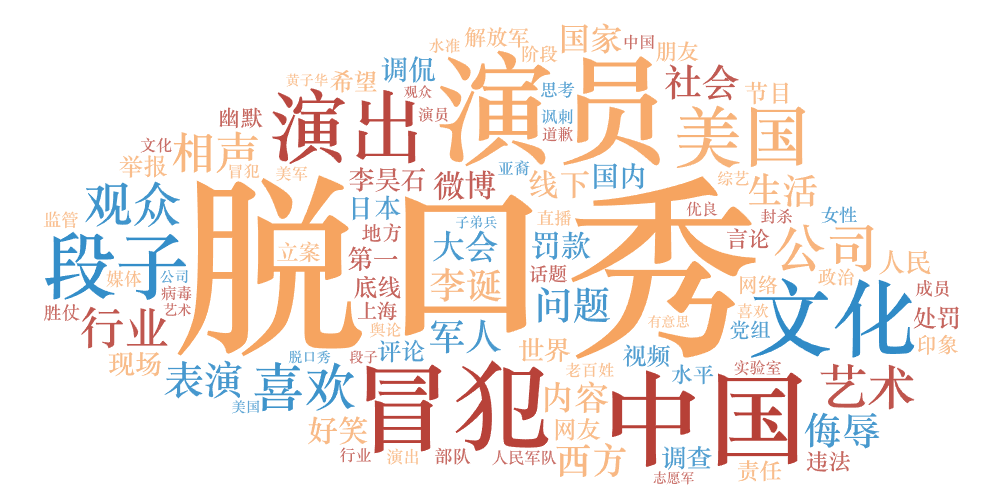 解放军
国家
中国
水准
阶段
朋友
调侃
演员
社会
黄子华
希望
观众
思考
节目
演出
幽默
演员
讽刺
道歉
美国
文化
相声
举报
冒犯
美军
李昊石
微博
亚裔
线下
国内
综艺
生活
观众
日本
子弟兵
直播
优良
封杀
女性
监管
地方
脱口秀
大会
罚款
言论
公司
段子
立案
第一
李诞
话题
人民
媒体
公司
底线
问题
网络
政治
病毒
艺术
上海
文化
成员
胜仗
行业
舆论
军人
有意思
喜欢
党组
处罚
现场
脱口秀
段子
评论
世界
视频
印象
表演
喜欢
老百姓
水平
实验室
艺术
美国
冒犯
内容
中国
好笑
网友
侮辱
行业
演出
部队
人民军队
西方
调查
责任
违法
志愿军